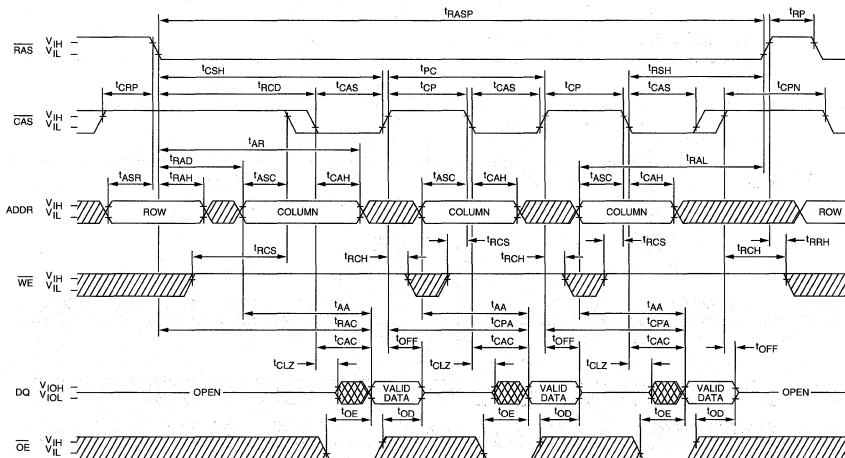 tRASP tRP
RAS VIH
VIL
tCSH tPC tRSH
tCRP tRCD tCAS tCP tCAS tCP tCAS tCPN
CAS VIH
VIL
tAR
tRAD tRAL
tASR tRAH tASC tCAH tASC tCAH tASC tCAH
ADDR VIH
VIL
ROW COLUMN COLUMN COLUMN ROW
tRCS tRCH tRCS tRCH tRCS tRCH tRRH
WE VIH
VIL
tAA tAA tAA
tRAC tCPA tCPA
tCAC tOFF tCAC tOFF tCAC tOFF
tCLZ tCLZ tCLZ
DQ VIOH
VIOL
OPEN VALID DATA VALID DATA VALID DATA OPEN
tOE tOD tOE tOD tOE tOD
OE VIH
VIL